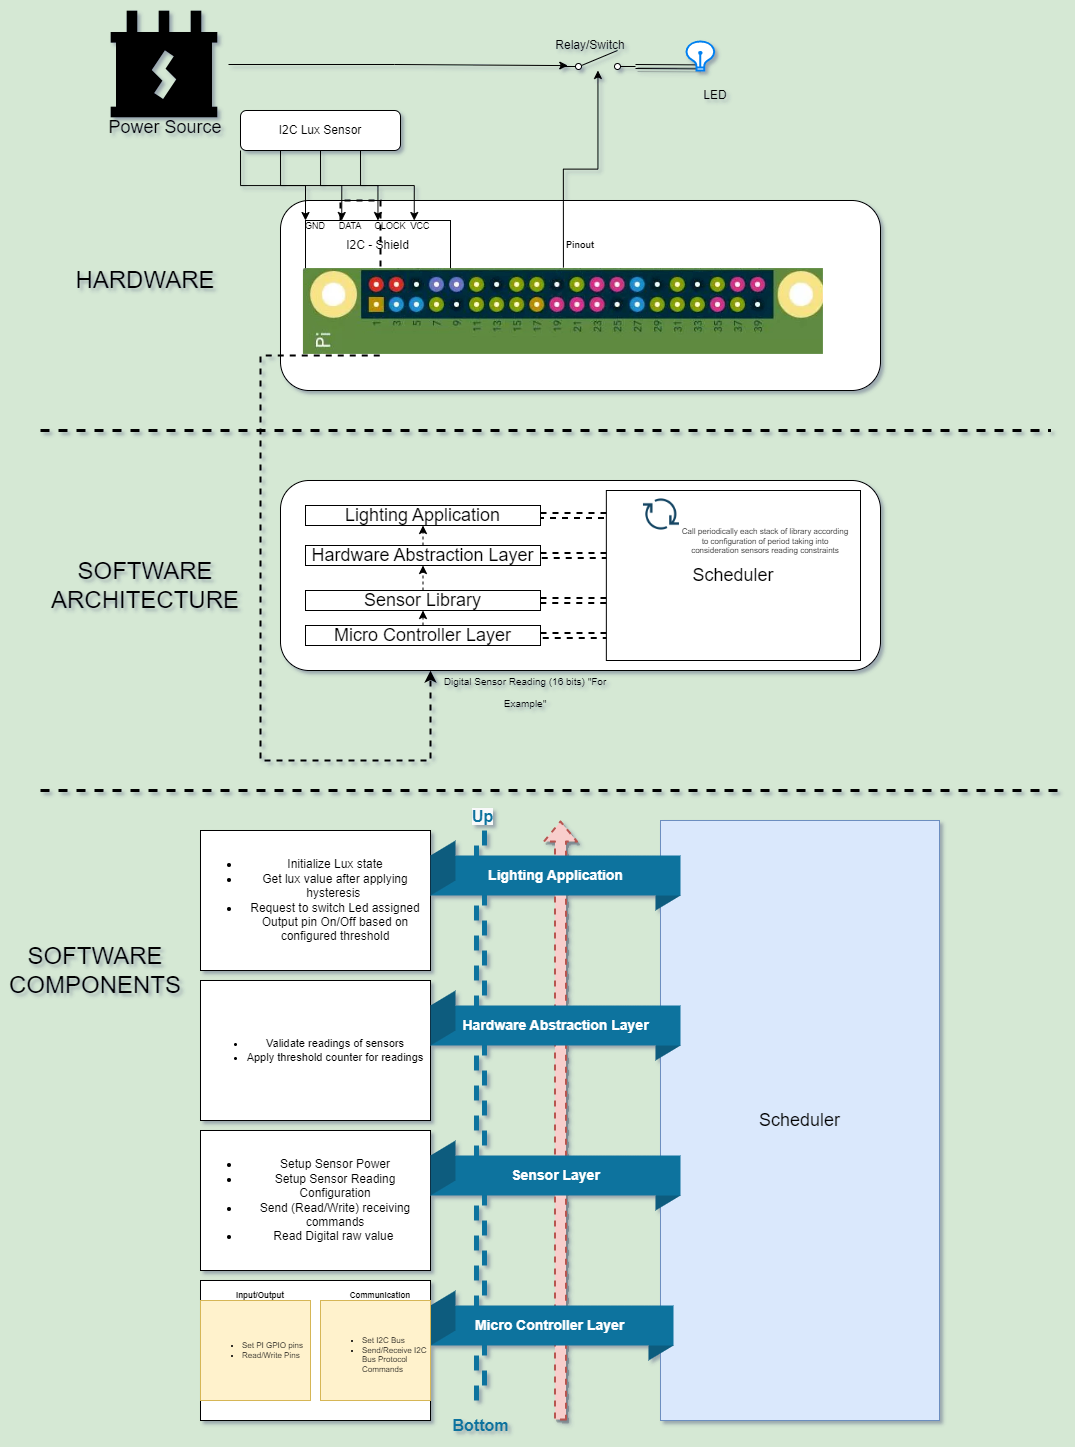 Relay/Switch
LED
Power Source
I2C Lux Sensor
GND
DATA
CLOCK
VCC
I2C - Shield
Pinout
HARDWARE
Pi
1
3
5
7
9
11
13
15
17
19
21
23
25
27
29
31
33
35
37
39
SOFTWARE
ARCHITECTURE
Lighting Application
Hardware Abstraction Layer
Sensor Library
Micro Controller Layer
Call periodically each stack of library according
to configuration of period taking into
consideration sensors reading constraints
Scheduler
Digital Sensor Reading (16 bits) "For
Example"
SOFTWARE
COMPONENTS
Up
Initialize Lux state
Get lux value after applying
hysteresis
Request to switch Led assigned
Output pin On/Off based on
configured threshold
Lighting Application
Validate readings of sensors
Apply threshold counter for readings
Hardware Abstraction Layer
Scheduler
Setup Sensor Power
Setup Sensor Reading
Configuration
Send (Read/Write) receiving
commands
Read Digital raw value
Sensor Layer
Input/Output
Set PI GPIO pins
Read/Write Pins
Communication
Set I2C Bus
Send/Receive I2C
Bus Protocol
Commands
Micro Controller Layer
Bottom